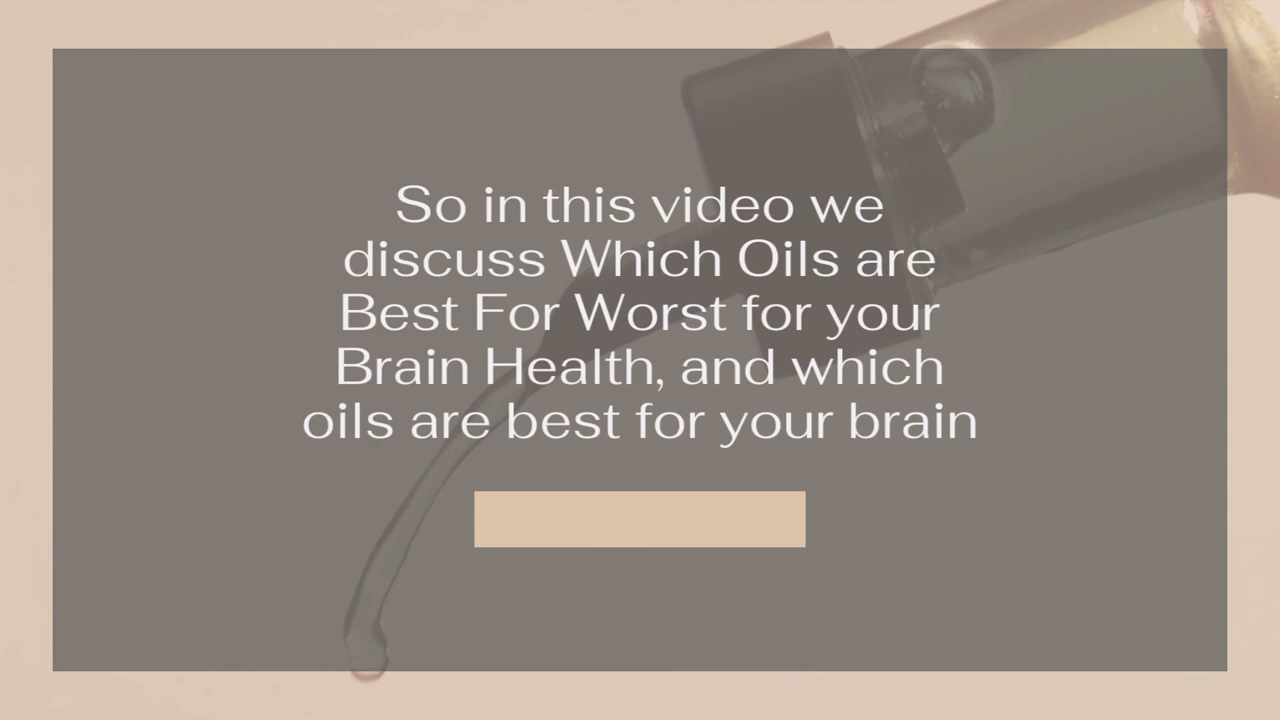 So in this video we
discuss Which Oils are
Best For Worst for your
Brain Health, and which
oils are best for your brain